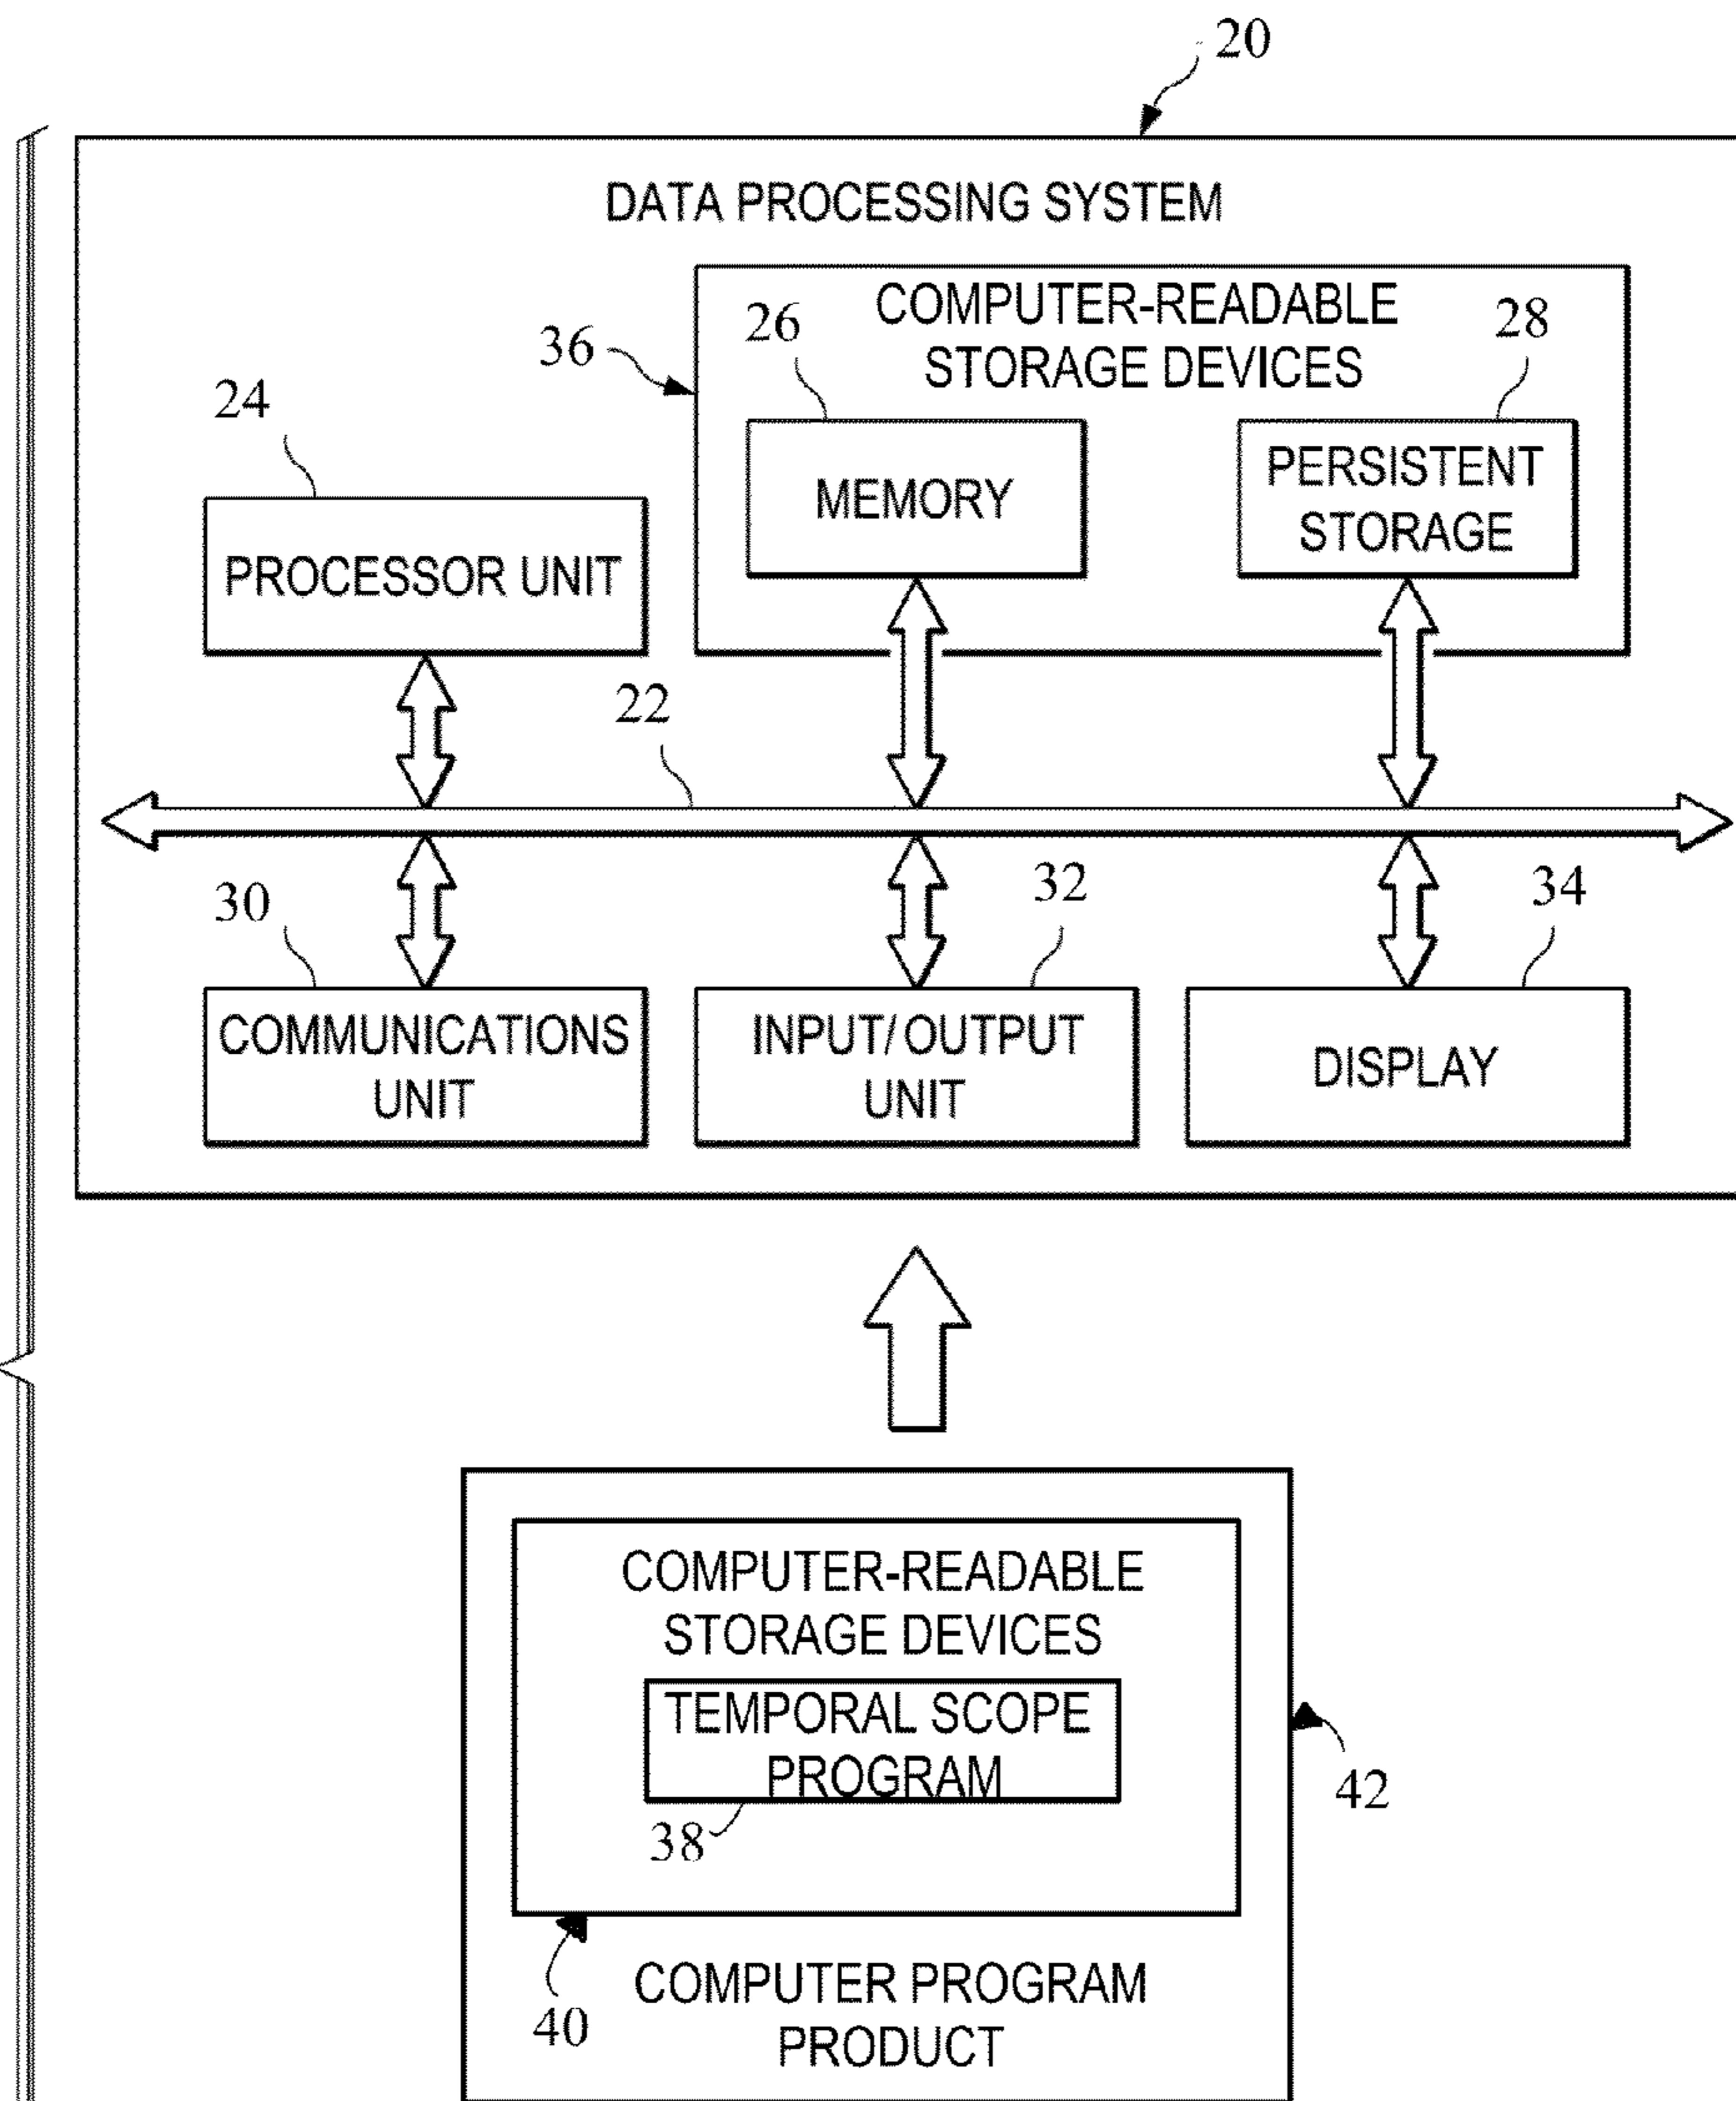 20
DATA PROCESSING SYSTEM
COMPUTER-READABLE
STORAGE DEVICES
36
26
28
24
MEMORY
PERSISTENT
STORAGE
PROCESSOR UNIT
22
30
32
34
COMMUNICATIONS
UNIT
INPUT/OUTPUT
UNIT
DISPLAY
COMPUTER-READABLE
STORAGE DEVICES
TEMPORAL SCOPE
PROGRAM
38
42
40
COMPUTER PROGRAM
PRODUCT